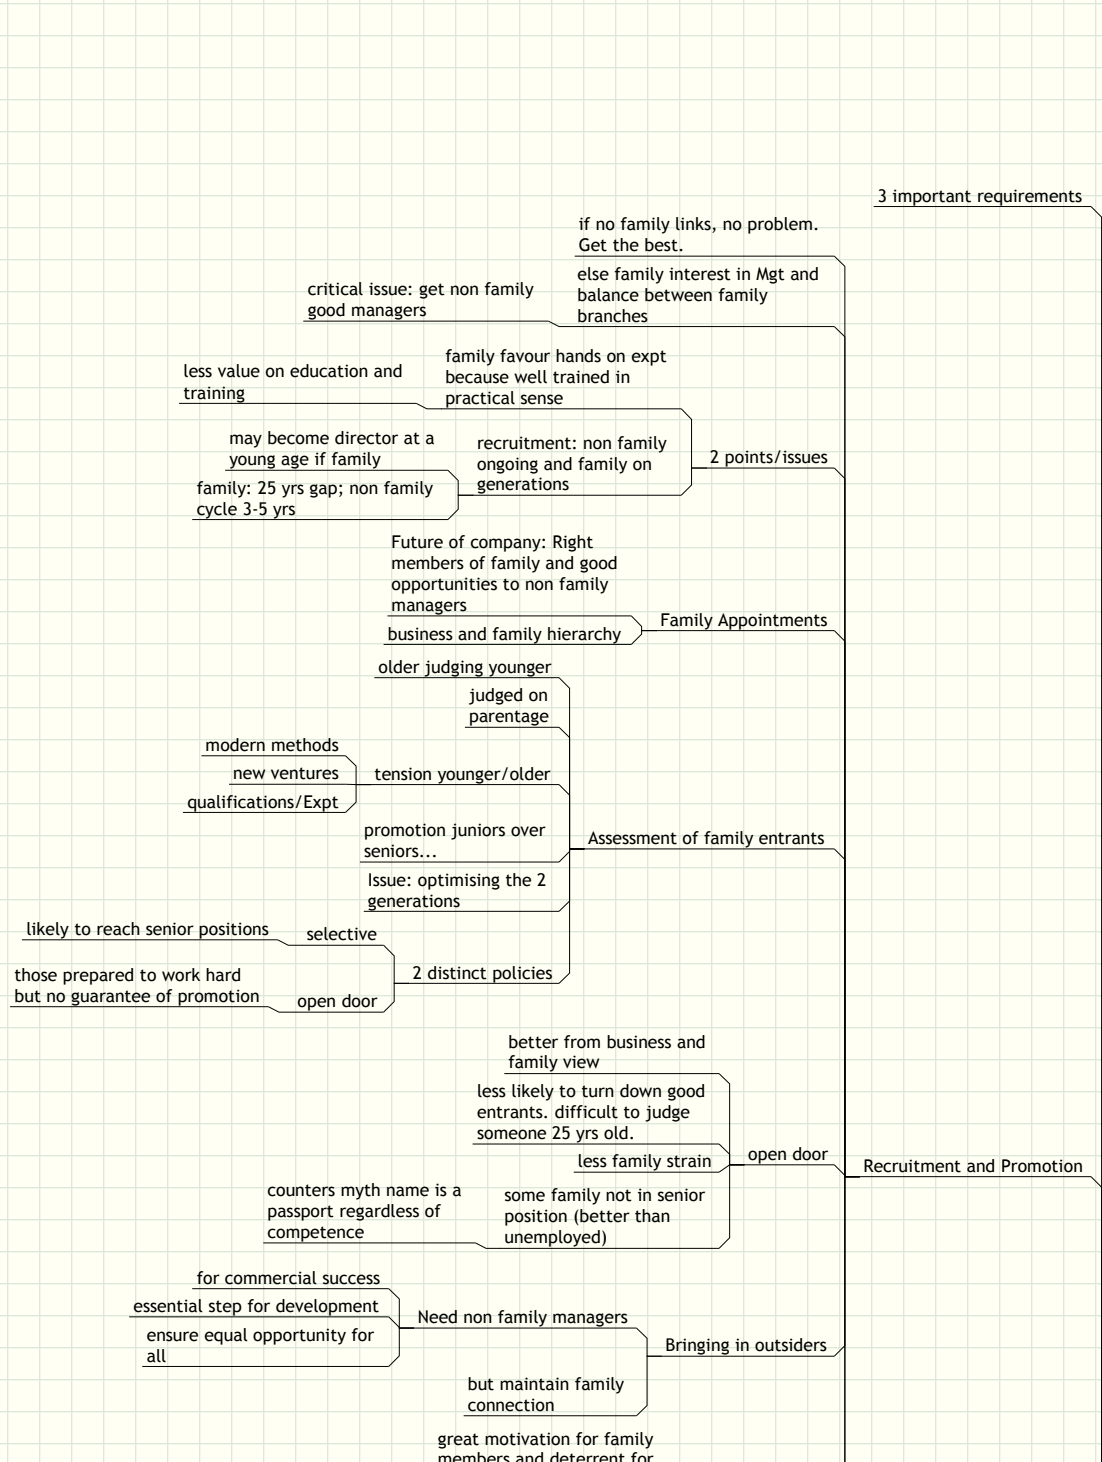 3 important requirements
if no family links, no problem.
Get the best.
else family interest in Mgt and
balance between family
branches
critical issue: get non family
good managers
family favour hands on expt
because well trained in
practical sense
less value on education and
training
may become director at a
young age if family
recruitment: non family
ongoing and family on
generations
2 points/issues
family: 25 yrs gap; non family
cycle 3-5 yrs
Future of company: Right
members of family and good
opportunities to non family
managers
Family Appointments
business and family hierarchy
older judging younger
judged on
parentage
modern methods
new ventures
tension younger/older
qualifications/Expt
promotion juniors over
seniors...
Assessment of family entrants
Issue: optimising the 2
generations
likely to reach senior positions
selective
2 distinct policies
those prepared to work hard
but no guarantee of promotion
open door
better from business and
family view
less likely to turn down good
entrants. difficult to judge
someone 25 yrs old.
less family strain
open door
Recruitment and Promotion
counters myth name is a
passport regardless of
competence
some family not in senior
position (better than
unemployed)
for commercial success
essential step for development
Need non family managers
ensure equal opportunity for
all
Bringing in outsiders
but maintain family
connection
great motivation for family
members and deterrent for